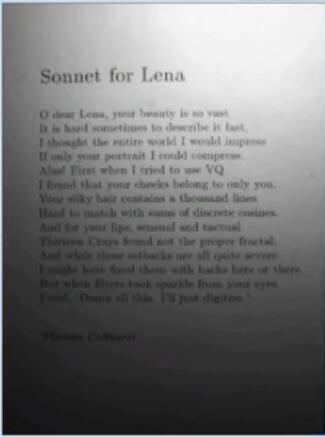 Sonnet for Lena
O dear Lena, your beauty is so vast
It is hard sometimes to describe it fast.
I thought the entire world I would impress
If only your portrait I could compress.
Alas! First when I tried to use VQ
I found that your cheeks belong to only you.
Your silky hair contains a thousand lines
Hard to match with sums of discrete cosines.
And for your lips, sensual and tactual
Thirteen Crays found not the proper fractal.
And while these setbacks are all quite severe
I might have fixed them with hacks here or there
But when filters took sparkle from your eyes
I said, 'Damn all this. I'll just digitize.'
Thomas Colthurst